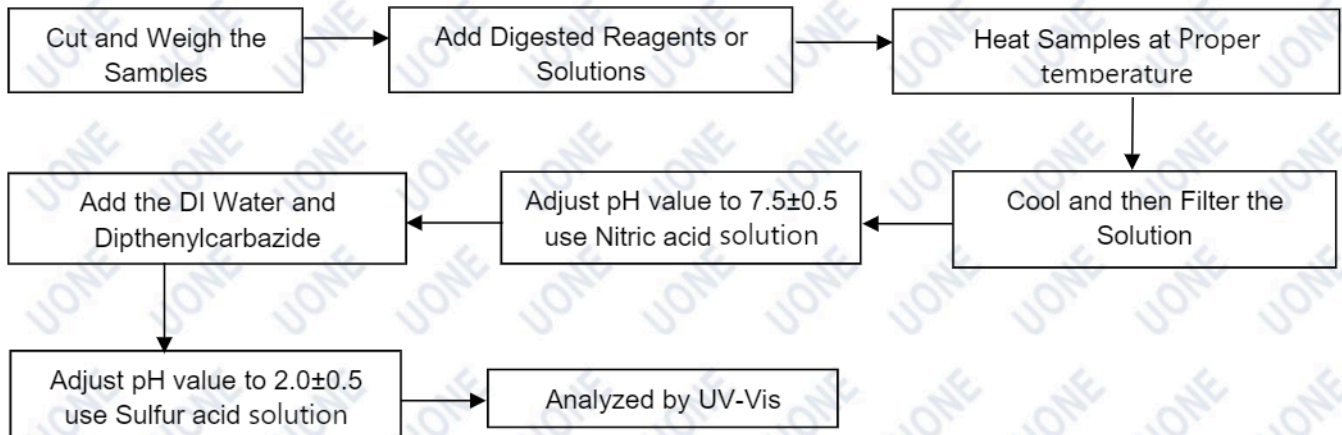 Cut and Weigh the
Samples
Add Digested Reagents or
Solutions
Heat Samples at Proper
temperature
Cool and then Filter the
Solution
Adjust pH value to 7.5±0.5
use Nitric acid solution
Add the DI Water and
Dipthenylcarbazide
Adjust pH value to 2.0±0.5
use Sulfur acid solution
Analyzed by UV-Vis
UONE